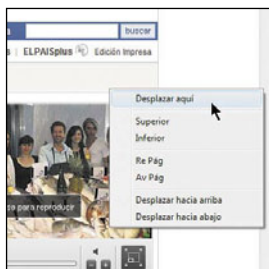 buscar
ELPAISplus Edición Impresa
Desplazar aquí
Superior
Inferior
Re Pág
Av Pág
Desplazar hacia arriba
Desplazar hacia abajo
para reproducir